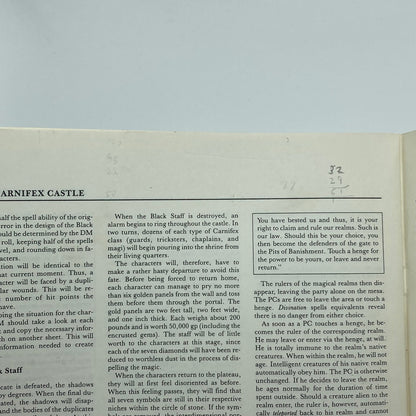 32
29
61
ARNIFEX CASTLE
half the spell ability of the orig-
error in the design of the Black
should be determined by the DM
roll, keeping half of the spells
vel, and rounding down in fa-
acters.
tion will be identical to the
that current moment. Thus, a
cter will be faced by a dupli-
lar wounds. This will be re-
number of hit points the
ping the situation for the char-
M should take a look at each
and copy the necessary infor-
ch on another sheet. This will
information needed to create
k Staff
icate is defeated, the shadows
by degrees. When the final du-
ated, the shadows will disap-
and the bodies of the duplicates
When the Black Staff is destroyed, an
alarm begins to ring throughout the castle. In
two turns, dozens of each type of Carnifex
class (guards, tricksters, chaplains, and
magi) will begin pouring into the shrine from
their living quarters.
The characters will, therefore, have to
make a rather hasty departure to avoid this
fate. Before being forced to return home,
each character can manage to pry no more
than six golden panels from the wall and send
them before them through the portal. The
gold panels are two feet tall, two feet wide,
and one inch thick. Each weighs about 200
pounds and is worth 50,000 gp (including the
encrusted gems). The staff will be of little
worth to the characters at this stage, since
each of the seven diamonds will have been re-
duced to worthless dust in the process of dis-
pelling the magic.
When the characters return to the plateau,
they will at first feel disoriented as before.
When this feeling passes, they will find that
all seven symbols are still in their respective
niches within the circle of stone. If the sym-
You have bested us and thus, it is your
right to claim and rule our realms. Such is
our law. Should this be your choice, you
then become the defenders of the gate to
the Pits of Banishment. Touch a henge for
the power to be yours, or leave and never
return."
The rulers of the magical realms then dis-
appear, leaving the party alone on the mesa.
The PCs are free to leave the area or touch a
henge. Divination spells equivalents reveal
there is no danger from either choice.
As soon as a PC touches a henge, he be-
comes the ruler of the corresponding realm.
He may leave or enter via the henge, at will.
He is totally immune to the realm's native
creatures. When within the realm, he will not
age. Intelligent creatures of his native realm
automatically obey him. The PC is otherwise
unchanged. If he decides to leave the realm,
he ages normally for the duration of time
spent outside. Should a creature alien to the
realm enter, the ruler is, however, automati-
cally teleported back to his realm and cannot